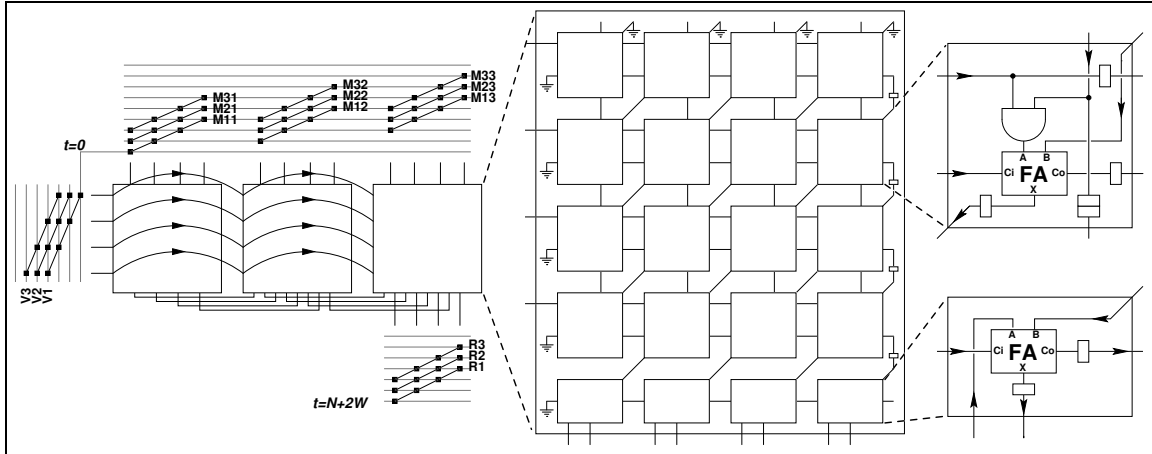 M33
M32
M23
M31
M22
M13
M21
M12
M11
t=0
V3
V2
V1
R3
R2
R1
t=N+2W
A
B
Ci
FA
Co
X
A
B
Ci
FA
Co
X